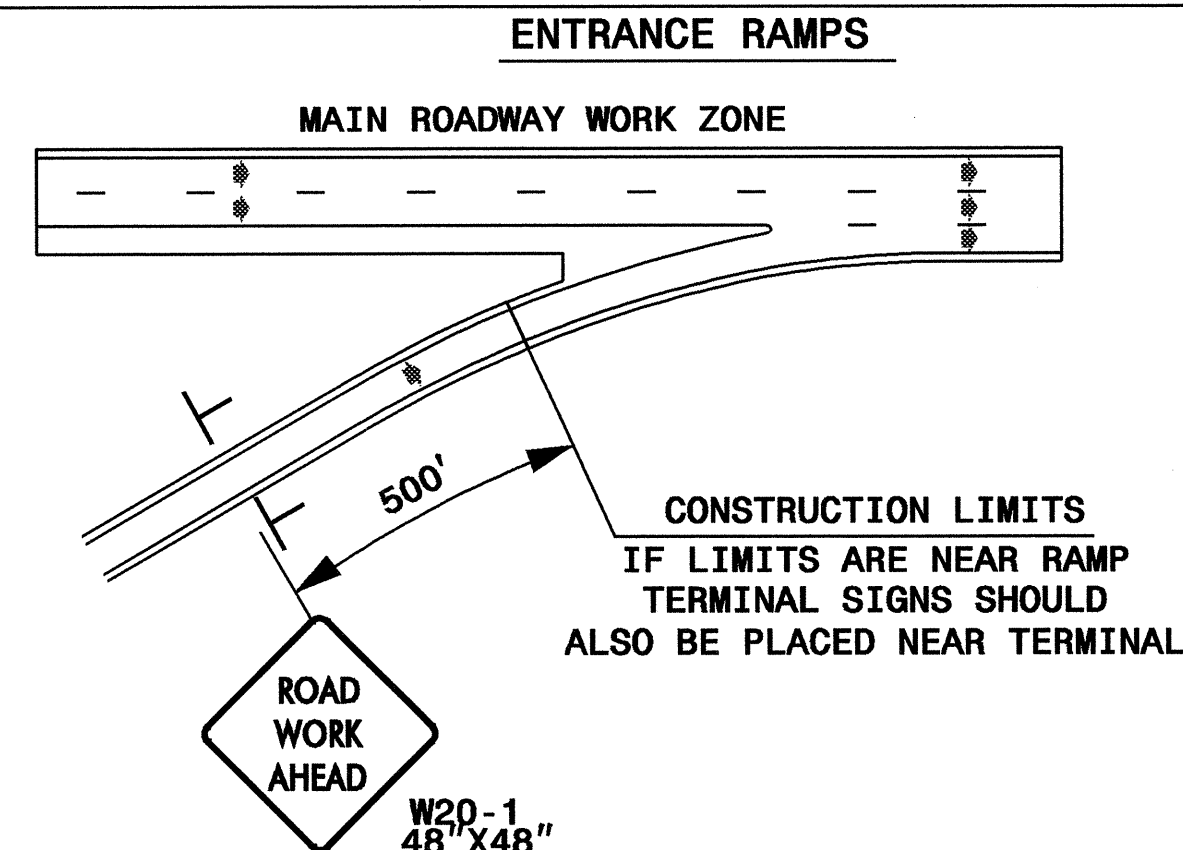 ENTRANCE RAMPS
MAIN ROADWAY WORK ZONE
500'
CONSTRUCTION LIMITS
IF LIMITS ARE NEAR RAMP
TERMINAL SIGNS SHOULD
ALSO BE PLACED NEAR TERMINAL
ROAD
WORK
AHEAD
W20-1
48"X48"